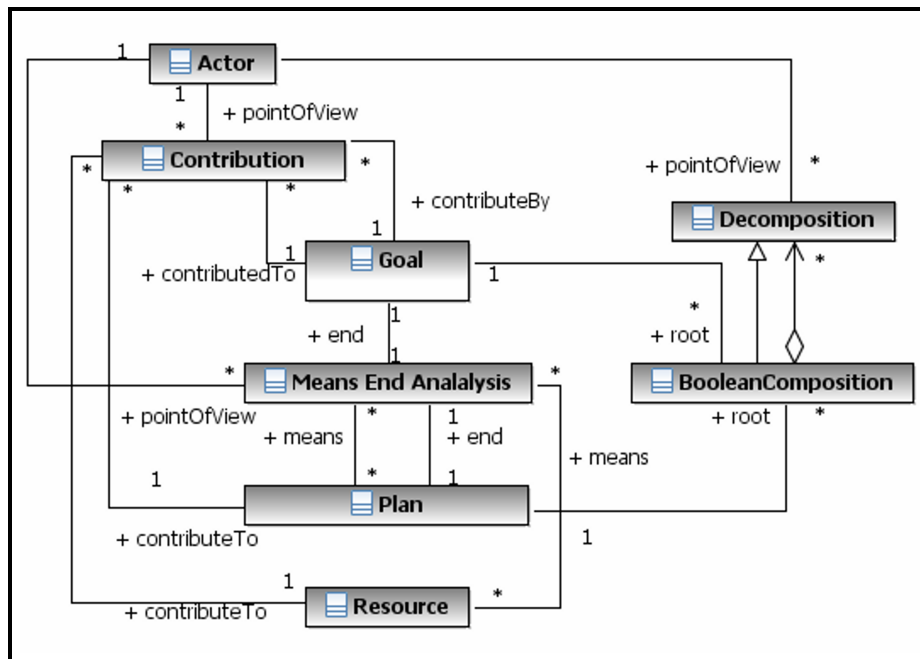 1
Actor
1
+ pointOfView
*
Contribution
*
*
*
*
+ pointOfView
*
+ contributeBy
Decomposition
1
1
Goal
+ contributedTo
1
*
1
*
+ end
+ root
1
*
Means End Analalysis
*
BooleanComposition
+ pointOfView
*
1
+ root
*
+ means
+ end
+ means
*
1
1
Plan
+ contributeTo
1
1
*
Resource
+ contributeTo